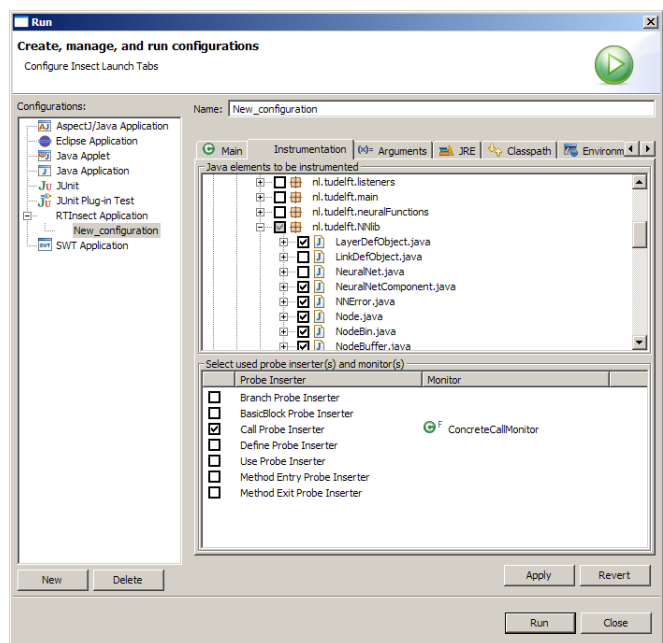 Run
Create, manage, and run configurations
Configure Insect Launch Tabs
Configurations:
AspectJ/Java Application
Eclipse Application
Java Applet
Java Application
JUnit
JUnit Plug-in Test
RTInsect Application
New_configuration
SWT Application
New
Delete
Name:
New_configuration
Main
Instrumentation
(x)= Arguments
JRE
Classpath
Environm
Java elements to be instrumented
nl.tudelft.listeners
nl.tudelft.main
nl.tudelft.neuralFunctions
nl.tudelft.NNlib
LayerDefObject.java
LinkDefObject.java
NeuralNet.java
NeuralNetComponent.java
NNError.java
Node.java
NodeBin.java
NodeBuffer.java
Select used probe inserter(s) and monitor(s)
Probe Inserter
Monitor
Branch Probe Inserter
BasicBlock Probe Inserter
Call Probe Inserter
ConcreteCallMonitor
Define Probe Inserter
Use Probe Inserter
Method Entry Probe Inserter
Method Exit Probe Inserter
Apply
Revert
Run
Close